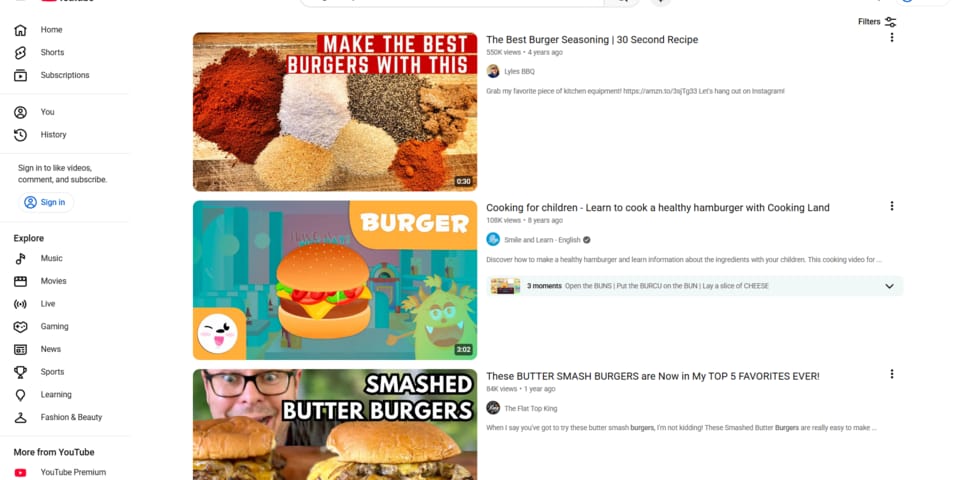 Filters
Home
Shorts
Subscriptions
You
History
Sign in to like videos,
comment, and subscribe.
Sign in
Explore
Music
Movies
Live
Gaming
News
Sports
Learning
Fashion & Beauty
More from YouTube
YouTube Premium
MAKE THE BEST
BURGERS WITH THIS
0:30
The Best Burger Seasoning | 30 Second Recipe
550K views • 4 years ago
Lyles BBQ
Grab my favorite piece of kitchen equipment! https://amzn.to/3sjTg33 Let's hang out on Instagram!
BURGER
3:02
Cooking for children - Learn to cook a healthy hamburger with Cooking Land
108K views • 8 years ago
Smile and Learn - English
Discover how to make a healthy hamburger and learn information about the ingredients with your children. This cooking video for ...
3 moments Open the BUNS | Put the BURCU on the BUN | Lay a slice of CHEESE
SMASHED
BUTTER BURGERS
These BUTTER SMASH BURGERS are Now in My TOP 5 FAVORITES EVER!
84K views • 1 year ago
The Flat Top King
When I say you've got to try these butter smash burgers, I'm not kidding! These Smashed Butter Burgers are really easy to make ...